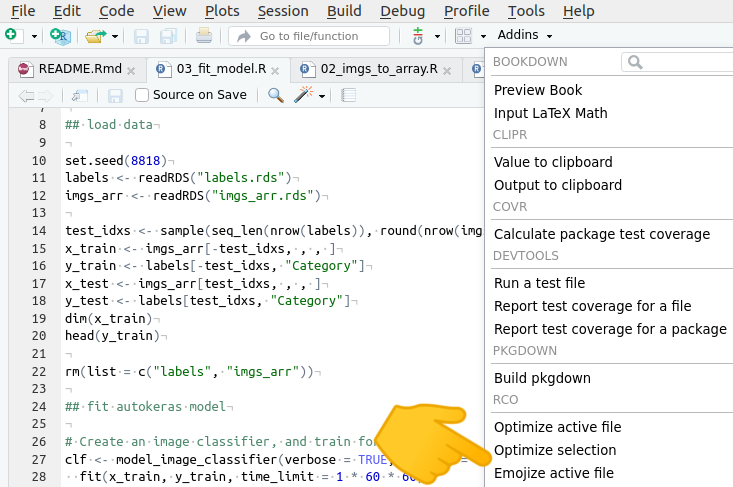 File Edit Code View Plots Session Build Debug Profile Tools Help
Go to file/function Addins
README.Rmd 03_fit_model.R 02_imgs_to_array.R
Source on Save
7
8 ## load data
9
10 set.seed(8818)
11 labels <- readRDS("labels.rds")
12 imgs_arr <- readRDS("imgs_arr.rds")
13
14 test_idxs <- sample(seq_len(nrow(labels)), round(nrow(img
15 x_train <- imgs_arr[-test_idxs, , , ]
16 y_train <- labels[-test_idxs, "Category"]
17 x_test <- imgs_arr[test_idxs, , , ]
18 y_test <- labels[test_idxs, "Category"]
19 dim(x_train)
20 head(y_train)
21
22 rm(list = c("labels", "imgs_arr"))
23
24 ## fit autokeras model
25
26 # Create an image classifier, and train fo
27 clf <- model_image_classifier(verbose = TRUE, =
28 fit(x_train, y_train, time_limit = 1 * 60 * 60
BOOKDOWN
Preview Book
Input LaTeX Math
CLIPR
Value to clipboard
Output to clipboard
COVR
Calculate package test coverage
DEVTOOLS
Run a test file
Report test coverage for a file
Report test coverage for a package
PKGDOWN
Build pkgdown
RCO
Optimize active file
Optimize selection
Emojize active file